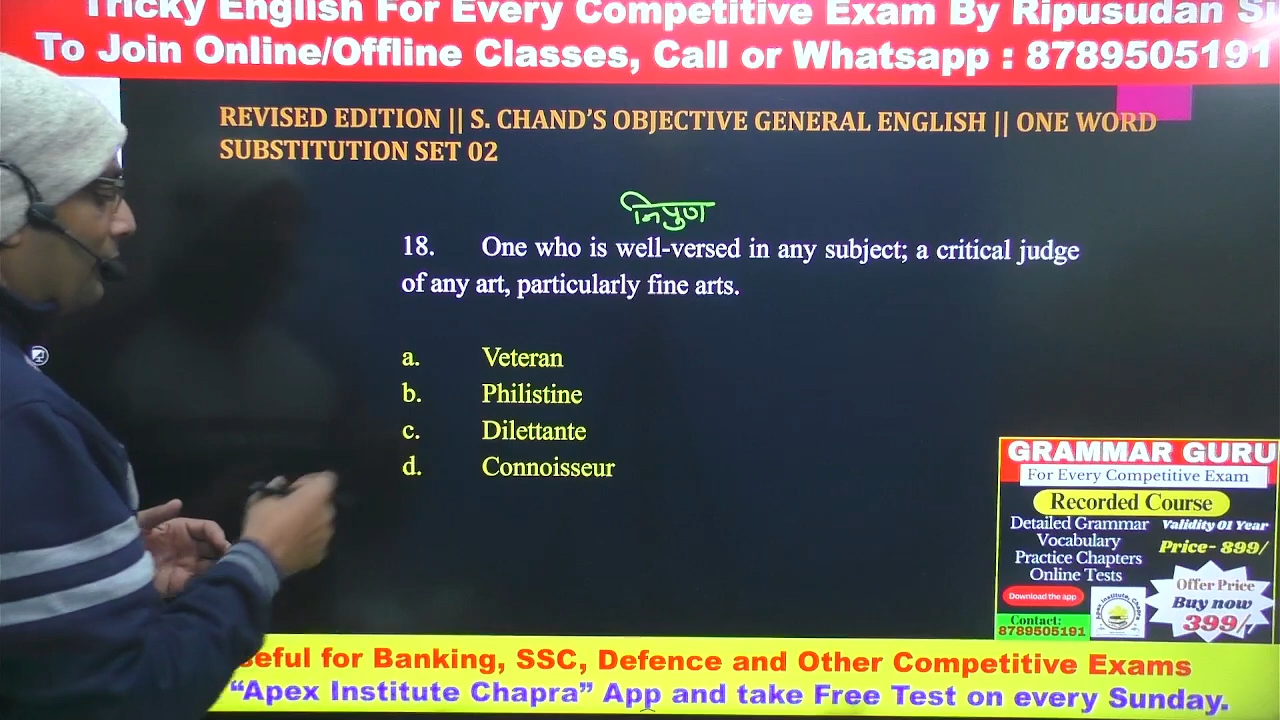 Tricky English For Every Competitive Exam By Ripusudan
To Join Online/Offline Classes, Call or Whatsapp : 8789505191
REVISED EDITION || S. CHAND'S OBJECTIVE GENERAL ENGLISH || ONE WORD
SUBSTITUTION SET 02
निपुण
18. One who is well-versed in any subject; a critical judge
of any art, particularly fine arts.
a. Veteran
b. Philistine
c. Dilettante
d. Connoisseur
GRAMMAR GURU
For Every Competitive Exam
Recorded Course
Detailed Grammar
Vocabulary
Practice Chapters
Online Tests
Validity 01 Year
Price- 899/
Download the app
Contact:
8789505191
Apex Institute, Chapra
Offer Price
Buy now
399/
seful for Banking, SSC, Defence and Other Competitive Exams
“Apex Institute Chapra” App and take Free Test on every Sunday.